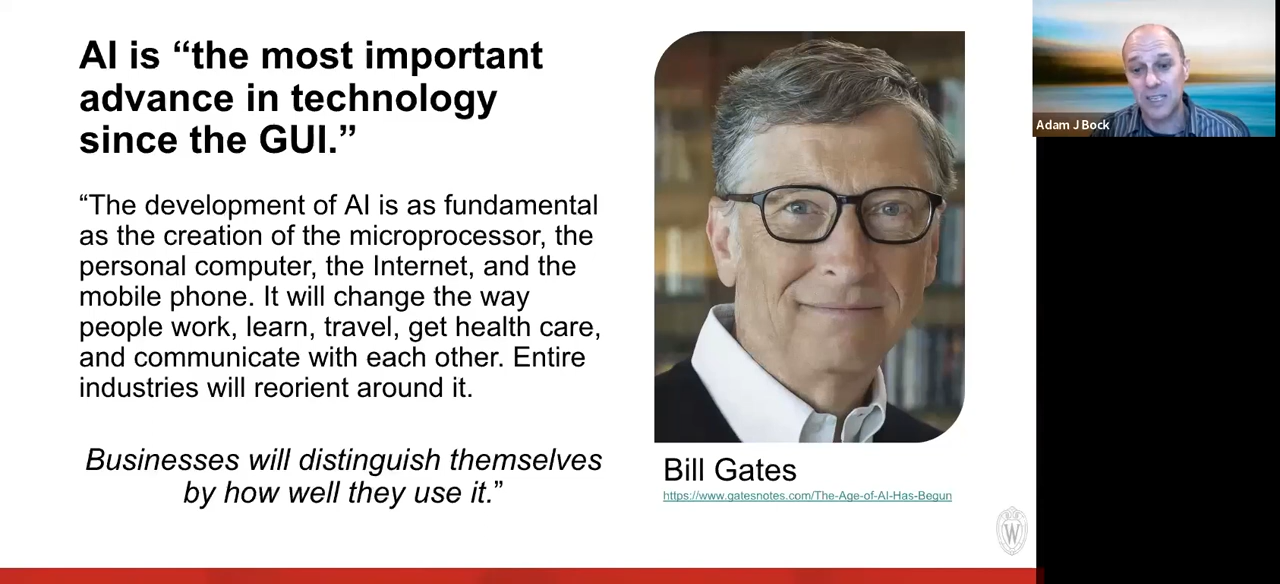 AI is “the most important
advance in technology
since the GUI.”
“The development of AI is as fundamental
as the creation of the microprocessor, the
personal computer, the Internet, and the
mobile phone. It will change the way
people work, learn, travel, get health care,
and communicate with each other. Entire
industries will reorient around it.
Businesses will distinguish themselves
by how well they use it.”
Bill Gates
https://www.gatesnotes.com/The-Age-of-AI-Has-Begun
W
Adam J Bock